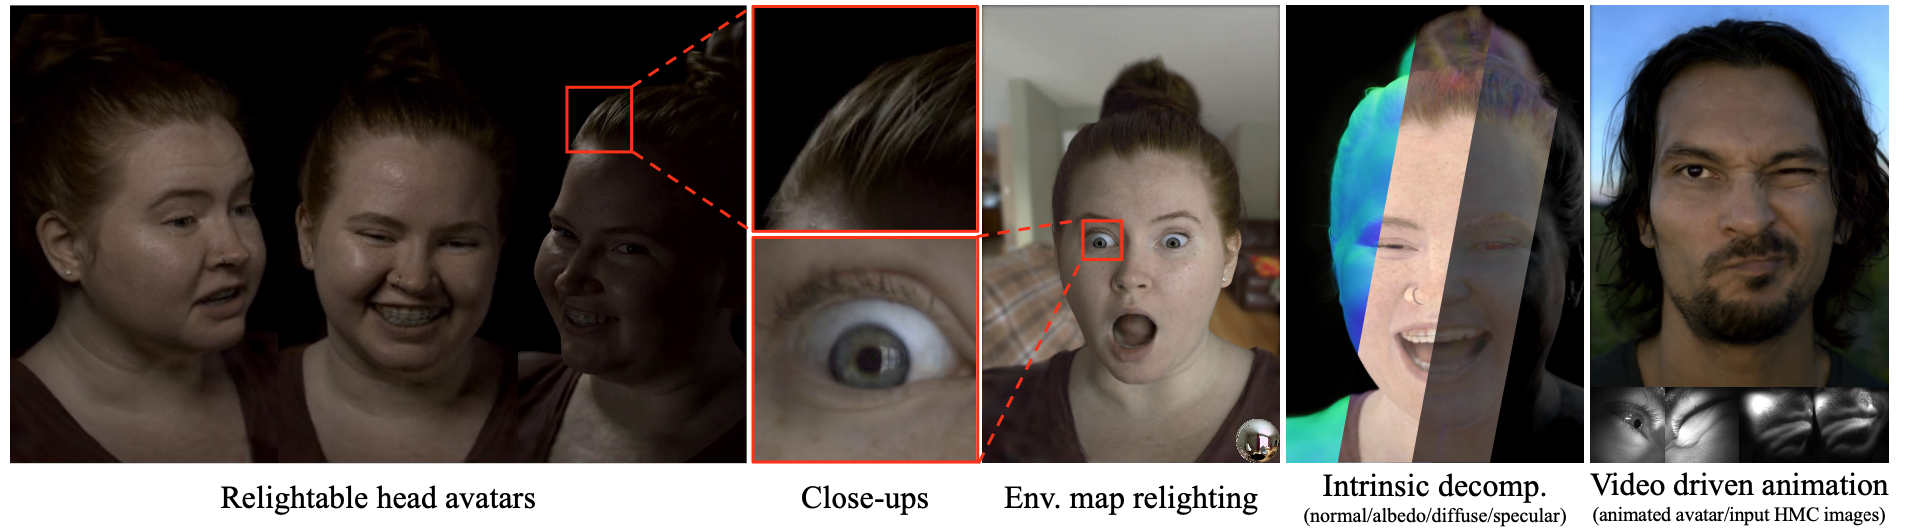 Relightable head avatars
Close-ups
Env. map relighting
Intrinsic decomp.
(normal/albedo/diffuse/specular)
Video driven animation
(animated avatar/input HMC images)